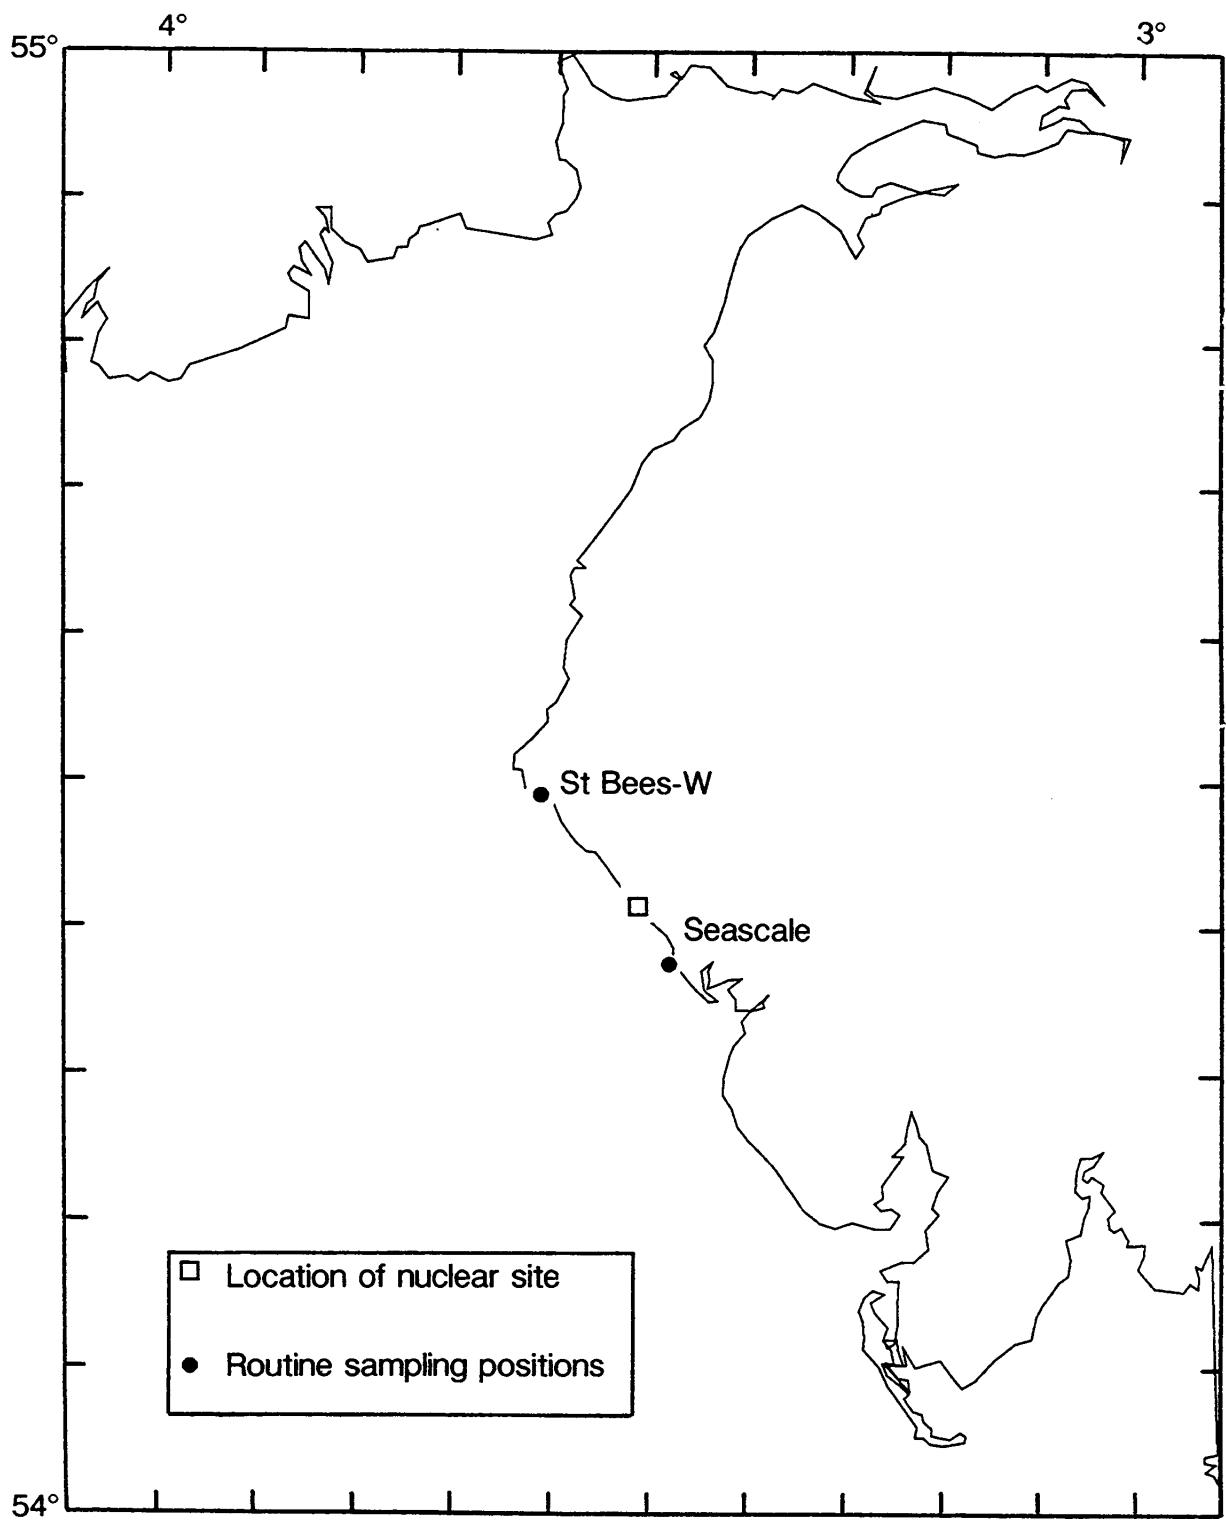 4°
3°
55°
St Bees-W
Seascale
Location of nuclear site
Routine sampling positions
54°